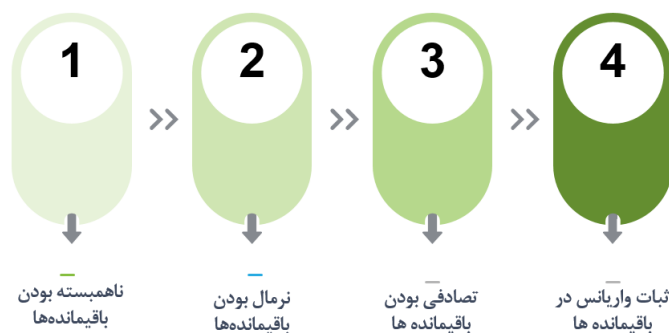 1
2
3
4
ناهمبسته بودن
باقیمانده‌ها
نرمال بودن
باقیمانده‌ها
تصادفی بودن
باقیمانده ها
ثبات واریانس در
باقیمانده ها